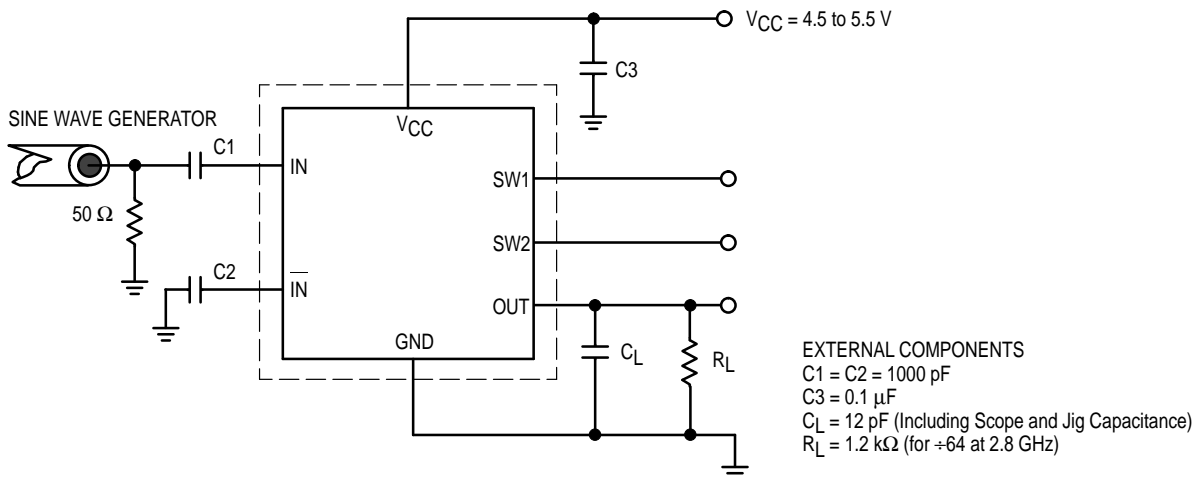 VCC = 4.5 to 5.5 V
C3
SINE WAVE GENERATOR
VCC
C1
IN
SW1
50 Ω
SW2
C2
I̅N̅
OUT
GND
CL
RL
EXTERNAL COMPONENTS
C1 = C2 = 1000 pF
C3 = 0.1 μF
CL = 12 pF (Including Scope and Jig Capacitance)
RL = 1.2 kΩ (for ÷64 at 2.8 GHz)